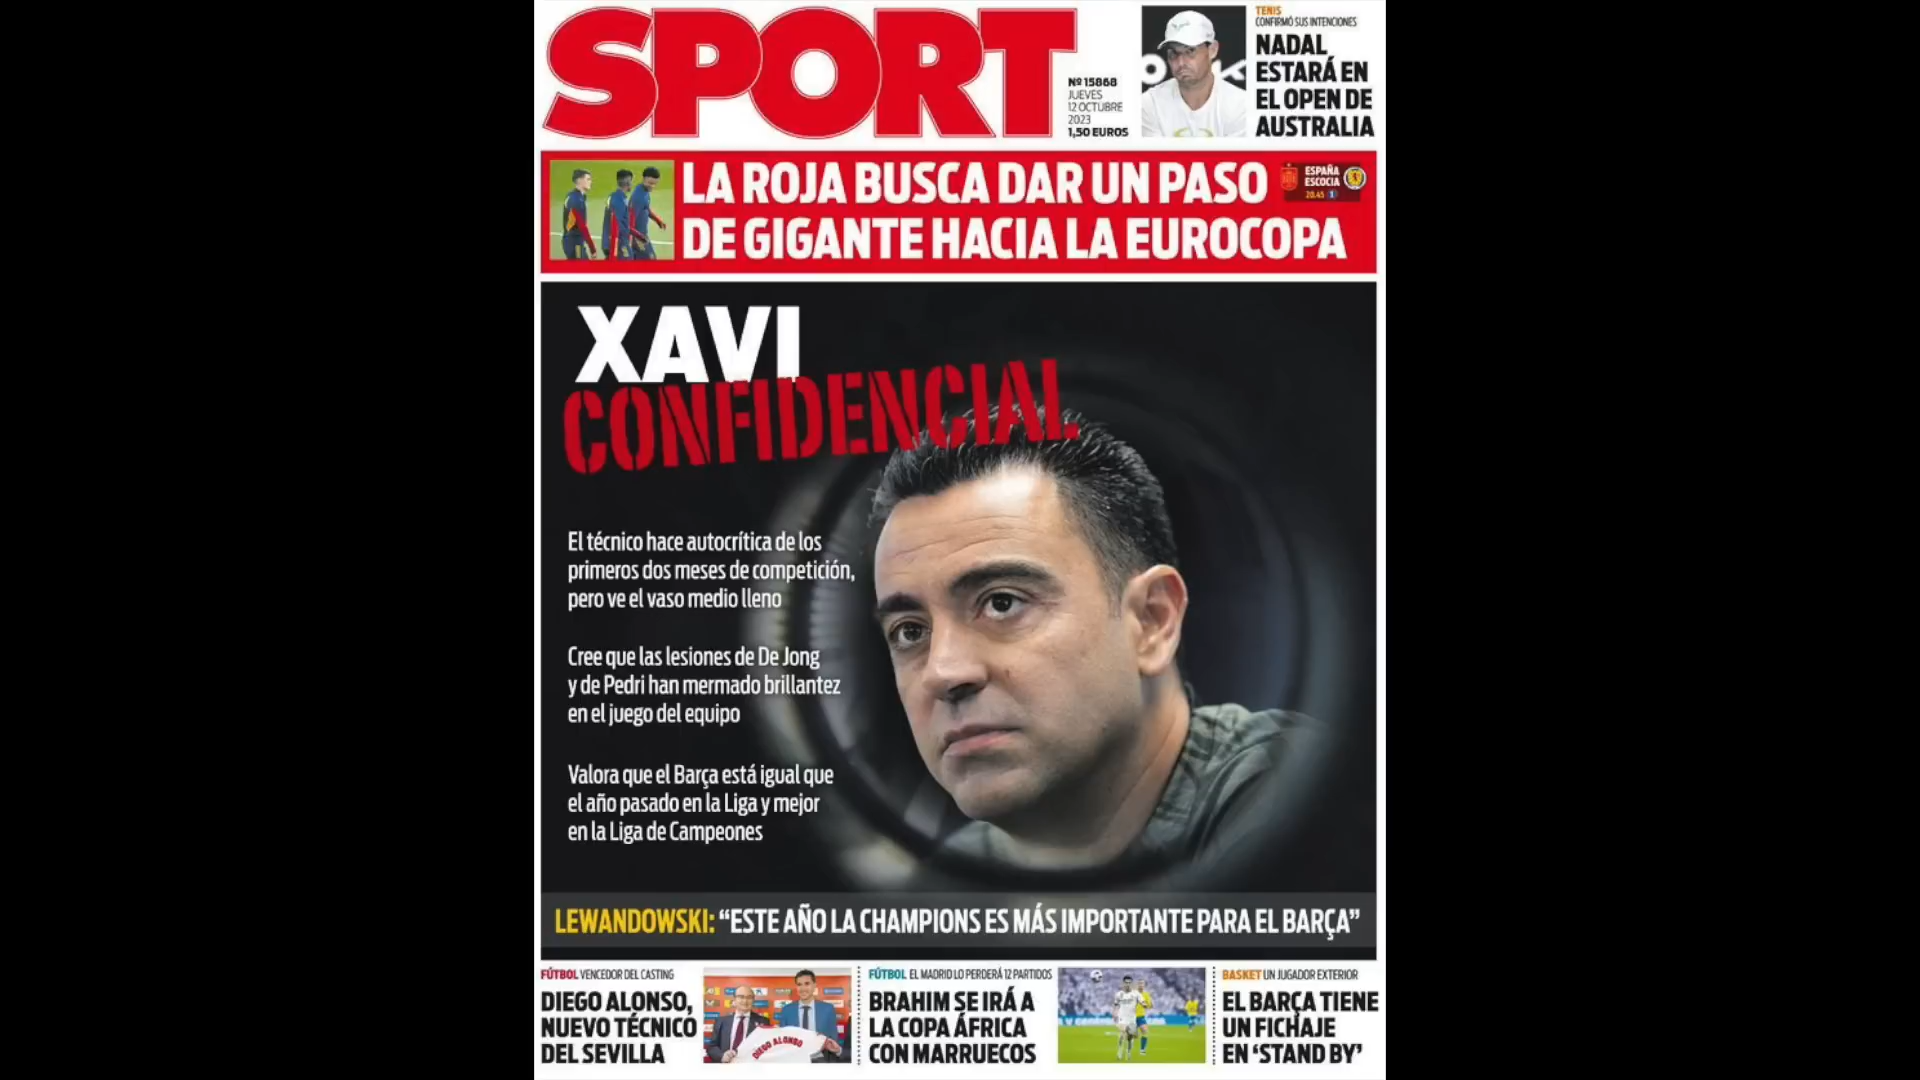 SPORT
Nº 15868
JUEVES
12 OCTUBRE
2023
1,50 EUROS
TENIS
CONFIRMÓ SUS INTENCIONES
NADAL
ESTARÁ EN
EL OPEN DE
AUSTRALIA
LA ROJA BUSCA DAR UN PASO
DE GIGANTE HACIA LA EUROCOPA
ESPAÑA
ESCOCIA
20.45 1
XAVI
CONFIDENCIAL
El técnico hace autocrítica de los
primeros dos meses de competición,
pero ve el vaso medio lleno
Cree que las lesiones de De Jong
y de Pedri han mermado brillantez
en el juego del equipo
Valora que el Barça está igual que
el año pasado en la Liga y mejor
en la Liga de Campeones
LEWANDOWSKI: “ESTE AÑO LA CHAMPIONS ES MÁS IMPORTANTE PARA EL BARÇA”
FÚTBOL VENCEDOR DEL CASTING
DIEGO ALONSO,
NUEVO TÉCNICO
DEL SEVILLA
DIEGO ALONSO
FÚTBOL EL MADRID LO PERDERÁ 12 PARTIDOS
BRAHIM SE IRÁ A
LA COPA ÁFRICA
CON MARRUECOS
BASKET UN JUGADOR EXTERIOR
EL BARÇA TIENE
UN FICHAJE
EN ‘STAND BY’